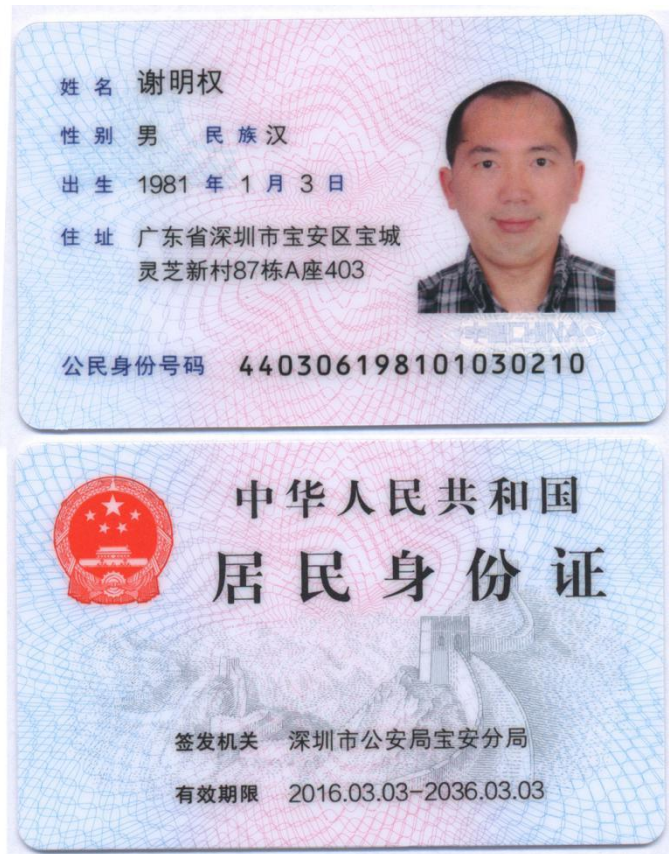 姓名 谢明权
性别 男 民族 汉
出生 1981 年 1 月 3 日
住址 广东省深圳市宝安区宝城
灵芝新村87栋A座403
CHINA
公民身份号码 440306198101030210
中华人民共和国
居民身份证
签发机关 深圳市公安局宝安分局
有效期限 2016.03.03-2036.03.03